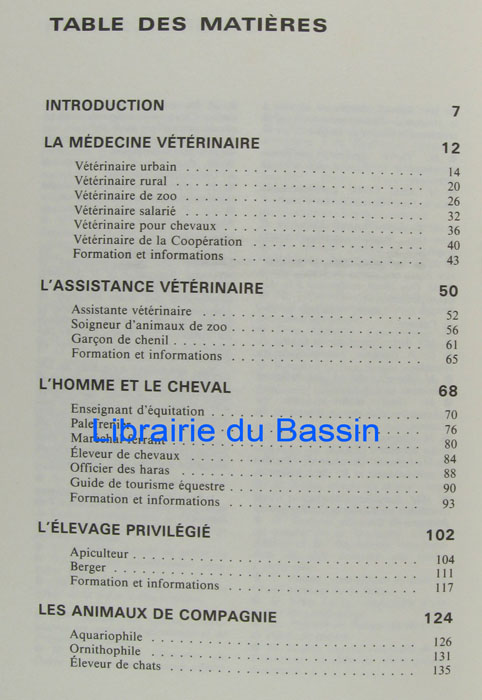 TABLE DES MATIÈRES
INTRODUCTION 7
LA MÉDECINE VÉTÉRINAIRE 12
Vétérinaire urbain . . . . . . . . . . . . . . . . . . . . . . . 14
Vétérinaire rural . . . . . . . . . . . . . . . . . . . . . . . 20
Vétérinaire de zoo . . . . . . . . . . . . . . . . . . . . . . . 26
Vétérinaire salarié . . . . . . . . . . . . . . . . . . . . . . . 32
Vétérinaire pour chevaux . . . . . . . . . . . . . . . . . . . 36
Vétérinaire de la Coopération . . . . . . . . . . . . . . . . 40
Formation et informations . . . . . . . . . . . . . . . . . . 43
L'ASSISTANCE VÉTÉRINAIRE 50
Assistante vétérinaire . . . . . . . . . . . . . . . . . . . . . 52
Soigneur d'animaux de zoo . . . . . . . . . . . . . . . . . . 56
Garçon de chenil . . . . . . . . . . . . . . . . . . . . . . . . 61
Formation et informations . . . . . . . . . . . . . . . . . . 65
L'HOMME ET LE CHEVAL 68
Enseignant d'équitation . . . . . . . . . . . . . . . . . . . . 70
Palefrenier . . . . . . . . . . . . . . . . . . . . . . . . . . . 76
Librairie du Bassin
Maréchal-ferrant . . . . . . . . . . . . . . . . . . . . . . . . 80
Éleveur de chevaux . . . . . . . . . . . . . . . . . . . . . . 84
Officier des haras . . . . . . . . . . . . . . . . . . . . . . . 88
Guide de tourisme équestre . . . . . . . . . . . . . . . . . . 90
Formation et informations . . . . . . . . . . . . . . . . . . 93
L'ÉLEVAGE PRIVILÉGIÉ 102
Apiculteur . . . . . . . . . . . . . . . . . . . . . . . . . . . 104
Berger . . . . . . . . . . . . . . . . . . . . . . . . . . . . . 111
Formation et informations . . . . . . . . . . . . . . . . . . 117
LES ANIMAUX DE COMPAGNIE 124
Aquariophile . . . . . . . . . . . . . . . . . . . . . . . . . . 126
Ornithophile . . . . . . . . . . . . . . . . . . . . . . . . . . 131
Éleveur de chats . . . . . . . . . . . . . . . . . . . . . . . . 135